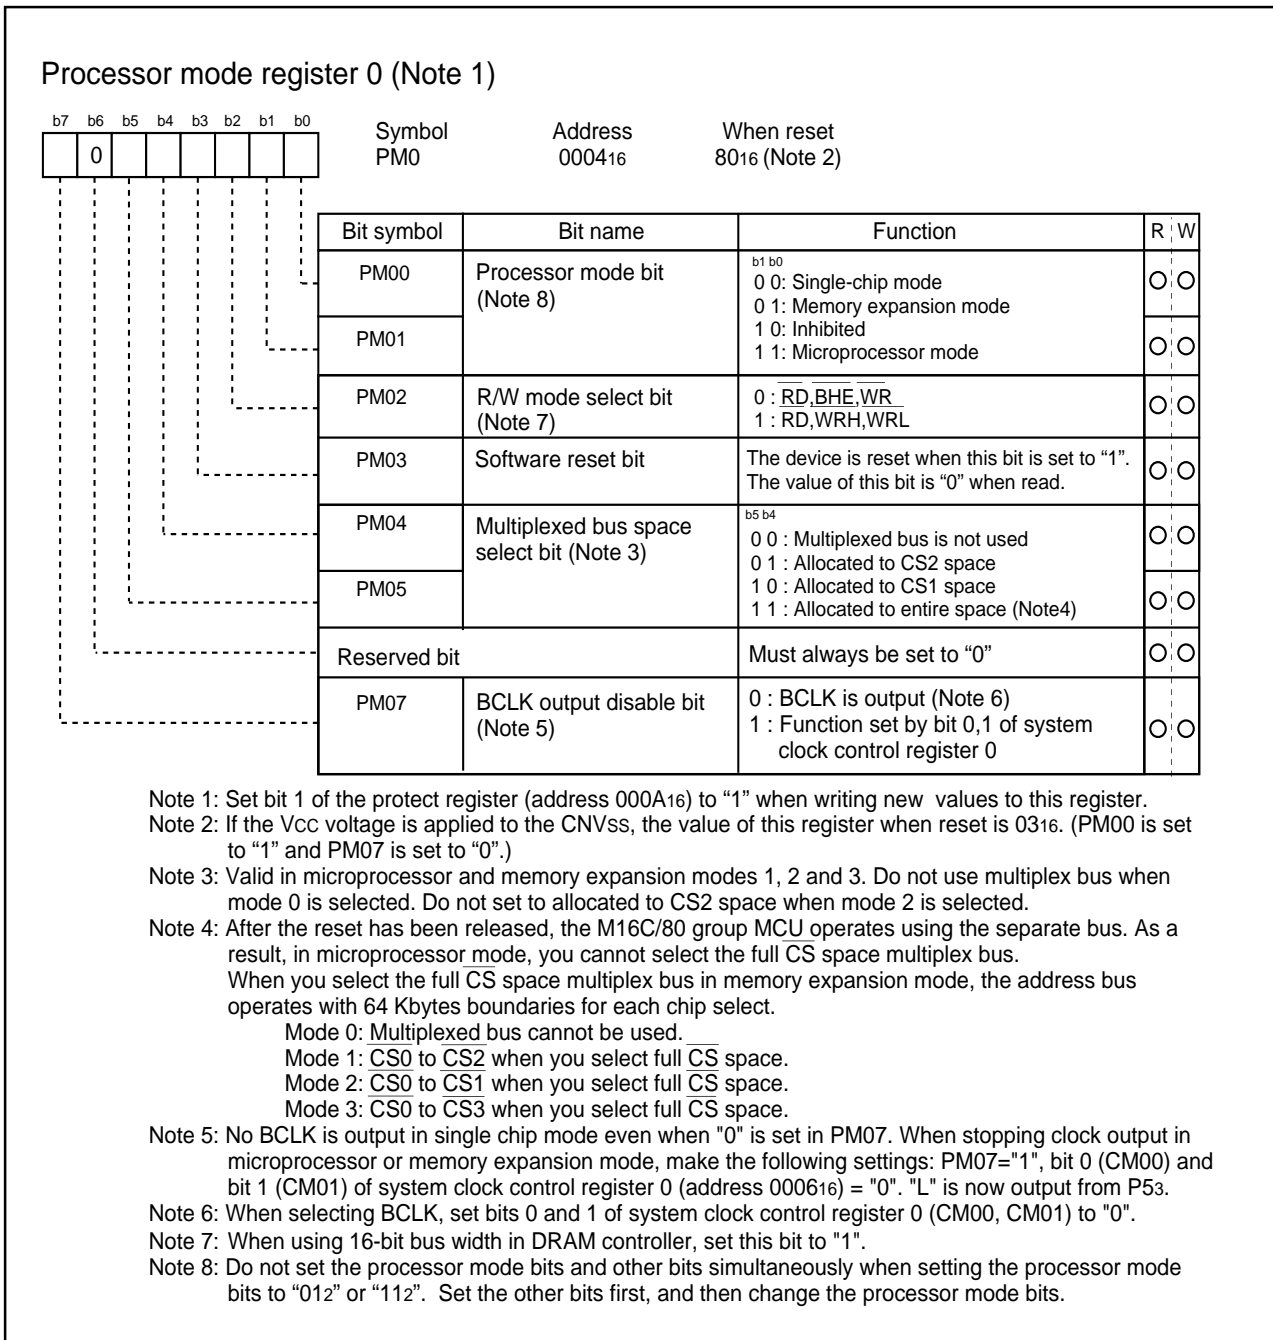 Processor mode register 0 (Note 1)
b7 b6 b5 b4 b3 b2 b1 b0
0
Symbol Address When reset
PM0 000416 8016 (Note 2)
Bit symbol Bit name Function R W
PM00 Processor mode bit
(Note 8)
b1 b0
0 0: Single-chip mode
0 1: Memory expansion mode
1 0: Inhibited
1 1: Microprocessor mode
PM01
PM02 R/W mode select bit
(Note 7)
0 : RD,BHE,WR
1 : RD,WRH,WRL
PM03 Software reset bit
The device is reset when this bit is set to “1”.
The value of this bit is “0” when read.
PM04 Multiplexed bus space
select bit (Note 3)
b5 b4
0 0 : Multiplexed bus is not used
0 1 : Allocated to CS2 space
1 0 : Allocated to CS1 space
1 1 : Allocated to entire space (Note4)
PM05
Reserved bit Must always be set to “0”
PM07 BCLK output disable bit
(Note 5)
0 : BCLK is output (Note 6)
1 : Function set by bit 0,1 of system
clock control register 0
Note 1: Set bit 1 of the protect register (address 000A16) to “1” when writing new values to this register.
Note 2: If the VCC voltage is applied to the CNVSS, the value of this register when reset is 0316. (PM00 is set
to “1” and PM07 is set to “0”.)
Note 3: Valid in microprocessor and memory expansion modes 1, 2 and 3. Do not use multiplex bus when
mode 0 is selected. Do not set to allocated to CS2 space when mode 2 is selected.
Note 4: After the reset has been released, the M16C/80 group MCU operates using the separate bus. As a
result, in microprocessor mode, you cannot select the full CS space multiplex bus.
When you select the full CS space multiplex bus in memory expansion mode, the address bus
operates with 64 Kbytes boundaries for each chip select.
Mode 0: Multiplexed bus cannot be used.
Mode 1: CS0 to CS2 when you select full CS space.
Mode 2: CS0 to CS1 when you select full CS space.
Mode 3: CS0 to CS3 when you select full CS space.
Note 5: No BCLK is output in single chip mode even when "0" is set in PM07. When stopping clock output in
microprocessor or memory expansion mode, make the following settings: PM07="1", bit 0 (CM00) and
bit 1 (CM01) of system clock control register 0 (address 000616) = "0". "L" is now output from P53.
Note 6: When selecting BCLK, set bits 0 and 1 of system clock control register 0 (CM00, CM01) to "0".
Note 7: When using 16-bit bus width in DRAM controller, set this bit to "1".
Note 8: Do not set the processor mode bits and other bits simultaneously when setting the processor mode
bits to “012” or “112”. Set the other bits first, and then change the processor mode bits.